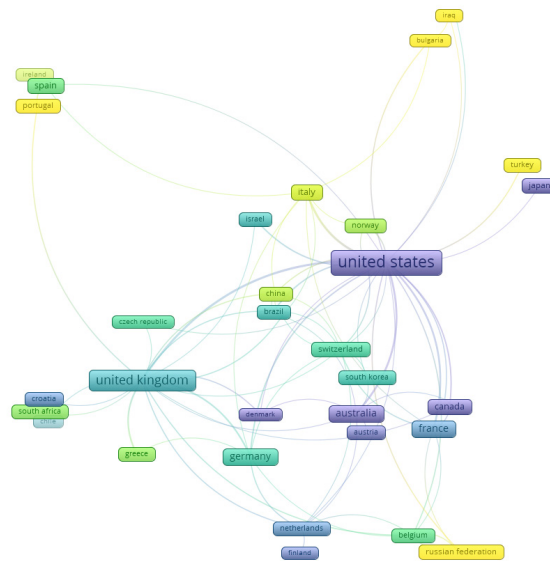 iraq
bulgaria
ireland
spain
portugal
turkey
japan
italy
israel
norway
united states
china
brazil
czech republic
switzerland
united kingdom
south korea
croatia
south africa
chile
denmark
australia
canada
austria
france
greece
germany
netherlands
belgium
finland
russian federation